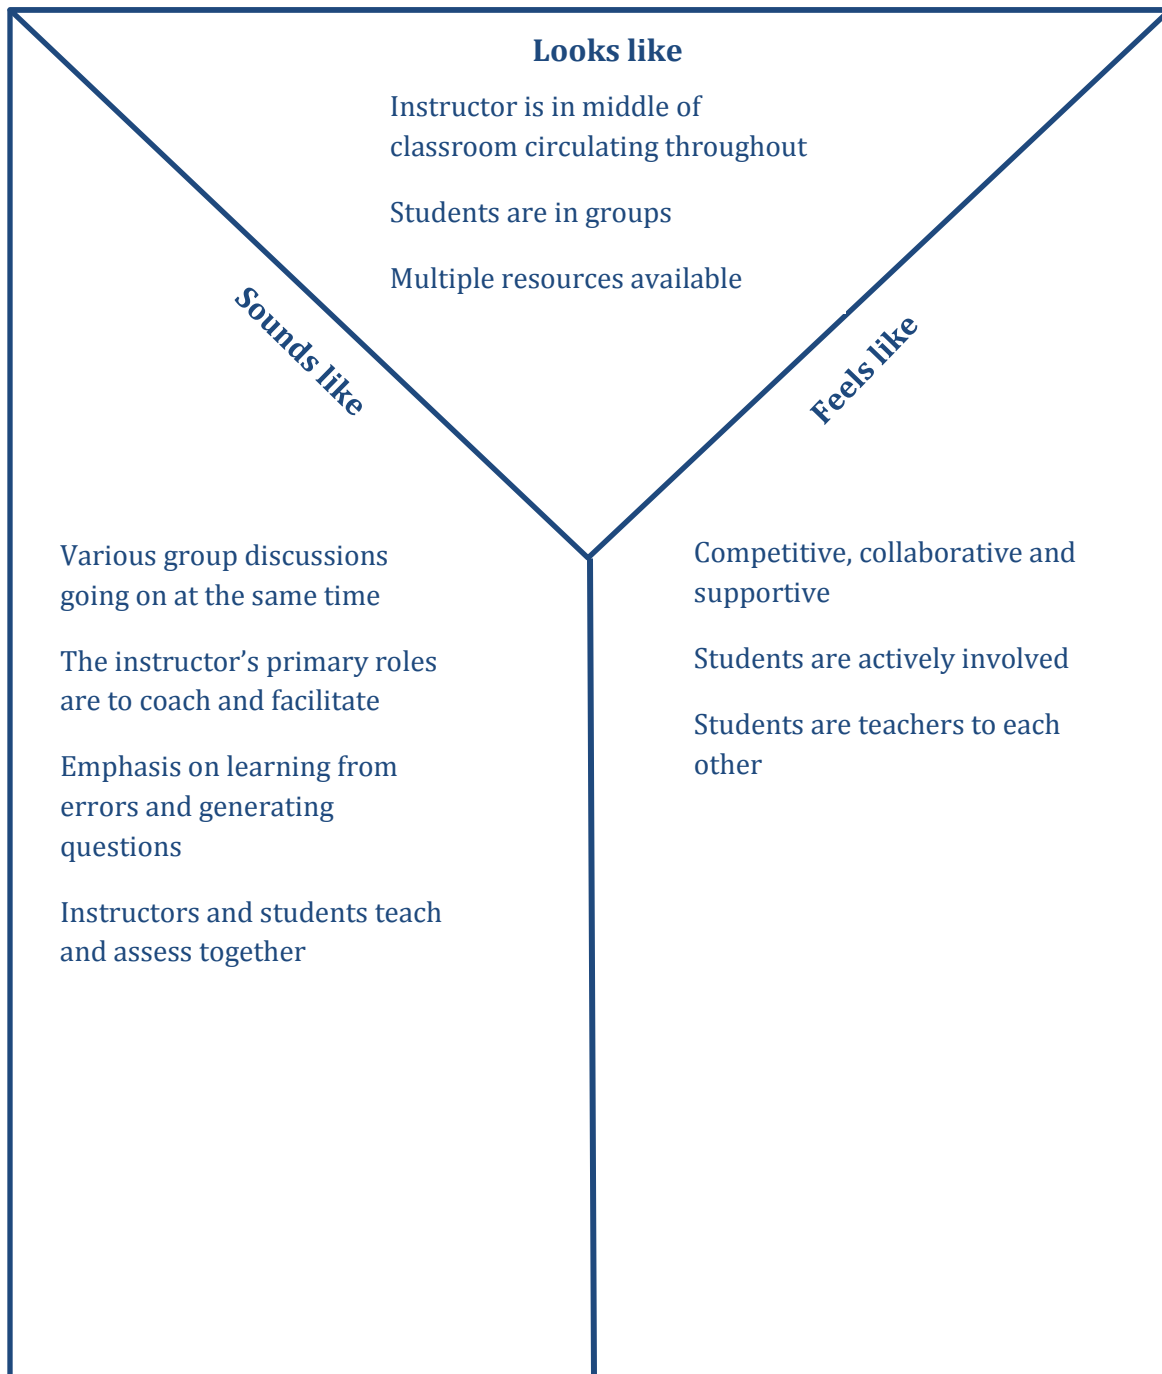 Looks like
Instructor is in middle of
classroom circulating throughout
Students are in groups
Multiple resources available
Sounds like
Various group discussions
going on at the same time
The instructor’s primary roles
are to coach and facilitate
Emphasis on learning from
errors and generating
questions
Instructors and students teach
and assess together
Feels like
Competitive, collaborative and
supportive
Students are actively involved
Students are teachers to each
other